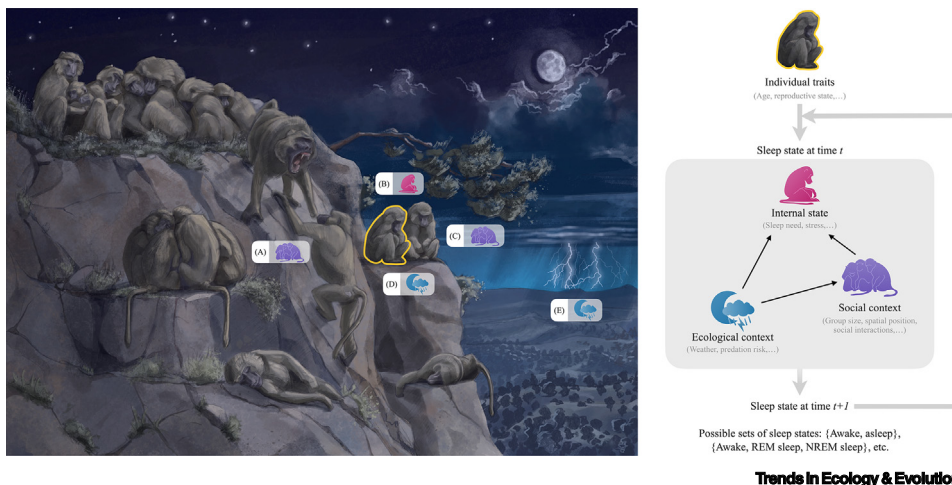 (A)
(B)
(C)
(D)
(E)
Individual traits
(Age, reproductive state,...)
Sleep state at time t
Internal state
(Sleep need, stress,...)
Ecological context
(Weather, predation risk,...)
Social context
(Group size, spatial position,
social interactions,...)
Sleep state at time t+1
Possible sets of sleep states: {Awake, asleep},
{Awake, REM sleep, NREM sleep}, etc.
Trends in Ecology & Evolutio